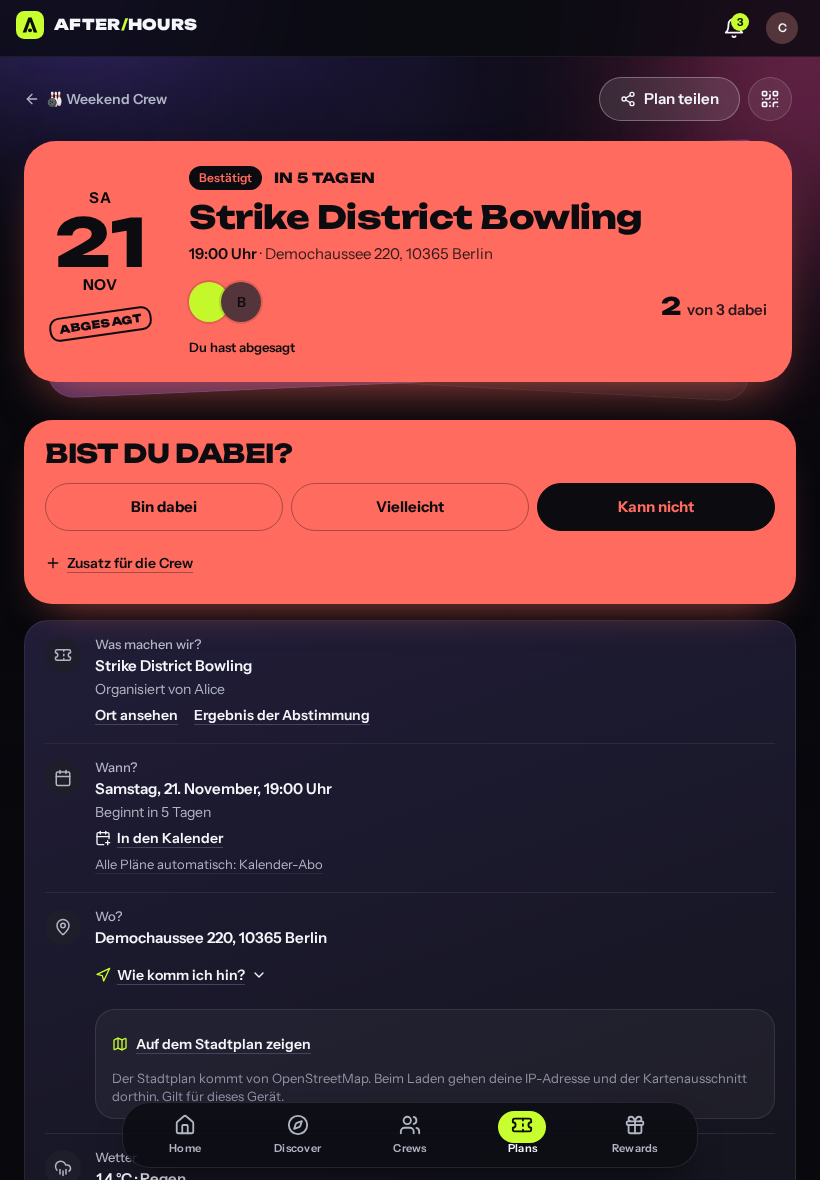 AFTER/HOURS
3
C
Weekend Crew
Plan teilen
SA
21
NOV
ABGESAGT
Bestätigt
IN 5 TAGEN
Strike District Bowling
19:00 Uhr · Demochaussee 220, 10365 Berlin
B
2 von 3 dabei
Du hast abgesagt
BIST DU DABEI?
Bin dabei
Vielleicht
Kann nicht
Zusatz für die Crew
Was machen wir?
Strike District Bowling
Organisiert von Alice
Ort ansehen Ergebnis der Abstimmung
Wann?
Samstag, 21. November, 19:00 Uhr
Beginnt in 5 Tagen
In den Kalender
Alle Pläne automatisch: Kalender-Abo
Wo?
Demochaussee 220, 10365 Berlin
Wie komm ich hin?
Auf dem Stadtplan zeigen
Der Stadtplan kommt von OpenStreetMap. Beim Laden gehen deine IP-Adresse und der Kartenausschnitt
dorthin. Gilt für dieses Gerät.
Wetter
14 °C · Regen
Home
Discover
Crews
Plans
Rewards